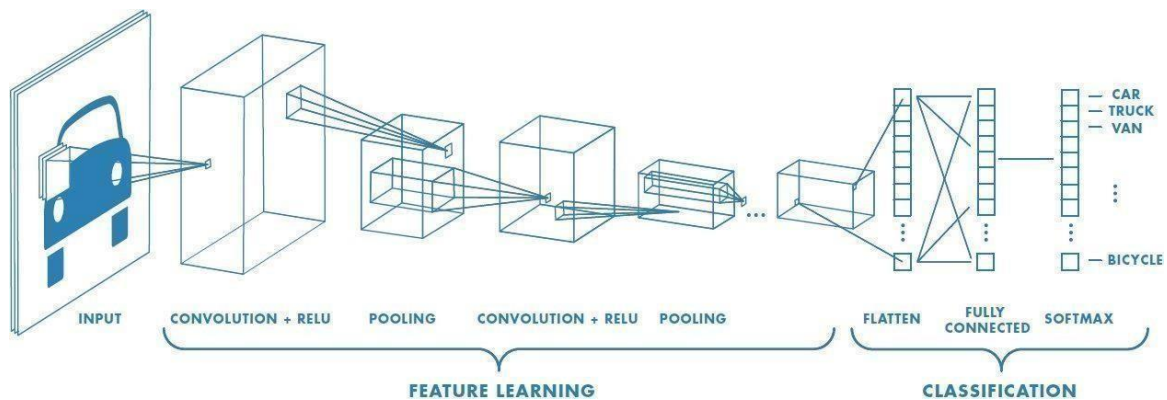 CAR
TRUCK
VAN
BICYCLE
INPUT
CONVOLUTION + RELU
POOLING
CONVOLUTION + RELU
POOLING
FLATTEN
FULLY
CONNECTED
SOFTMAX
FEATURE LEARNING
CLASSIFICATION